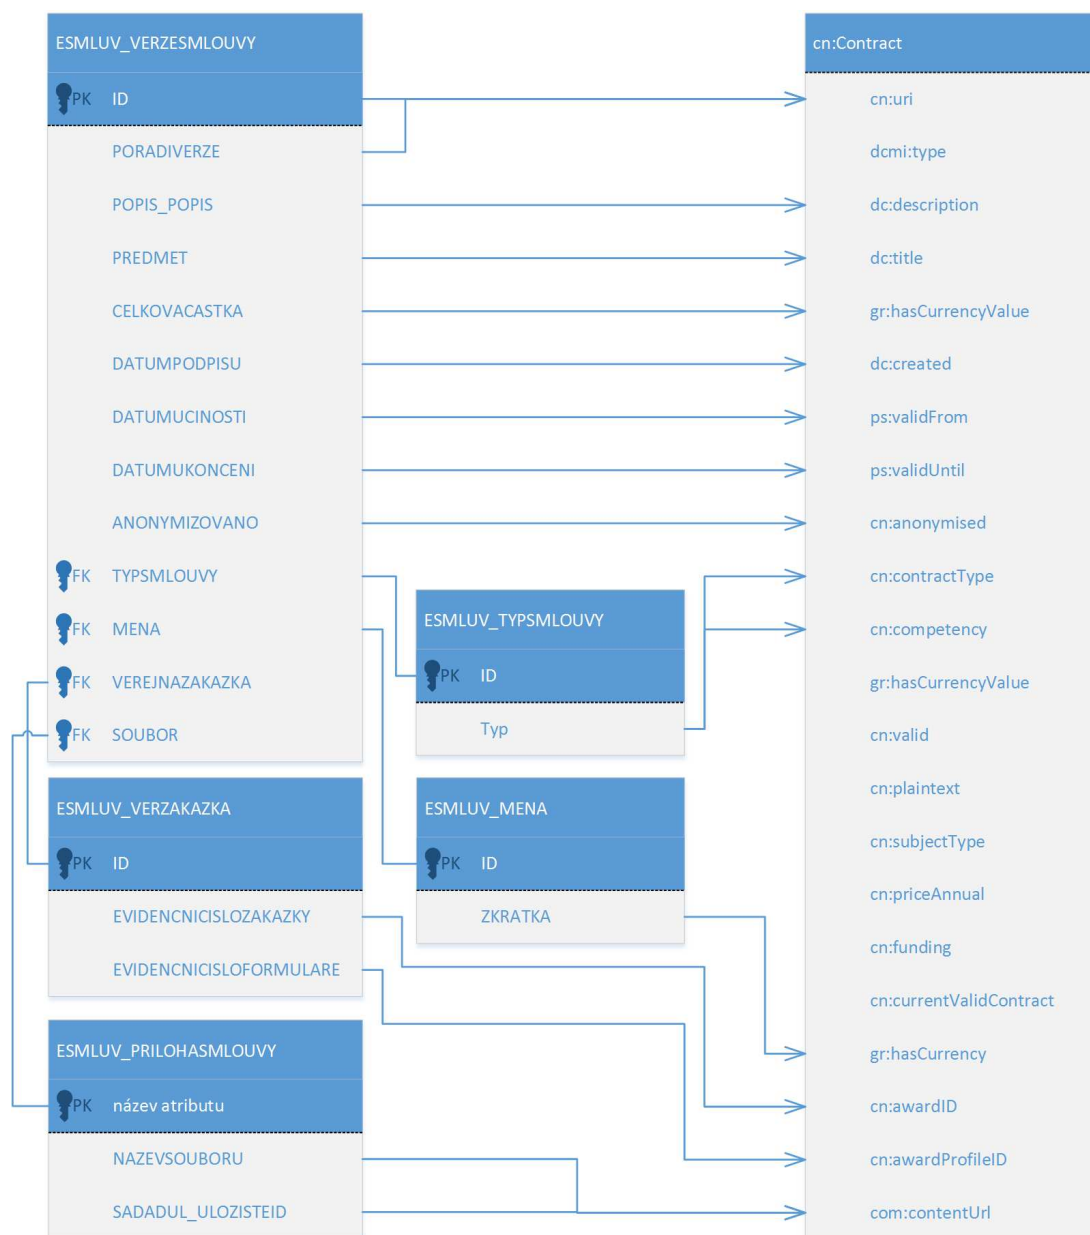 ESMLUV_VERZESMLOUVY
PK ID
PORADIVERZE
POPIS_POPIS
PREDMET
CELKOVACASTKA
DATUMPODPISU
DATUMUCINOSTI
DATUMUKONCENI
ANONYMIZOVANO
FK TYPSMLOUVY
FK MENA
FK VEREJNAZAKAZKA
FK SOUBOR
ESMLUV_VERZAKAZKA
PK ID
EVIDENCNICISLOZAKAZKY
EVIDENCNICISLOFORMULARE
ESMLUV_PRILOHASMLOUVY
PK název atributu
NAZEVSOUBORU
SADADUL_ULOZISTEID
ESMLUV_TYPSMLOUVY
PK ID
Typ
ESMLUV_MENA
PK ID
ZKRATKA
cn:Contract
cn:uri
dcmi:type
dc:description
dc:title
gr:hasCurrencyValue
dc:created
ps:validFrom
ps:validUntil
cn:anonymised
cn:contractType
cn:competency
gr:hasCurrencyValue
cn:valid
cn:plaintext
cn:subjectType
cn:priceAnnual
cn:funding
cn:currentValidContract
gr:hasCurrency
cn:awardID
cn:awardProfileID
com:contentUrl